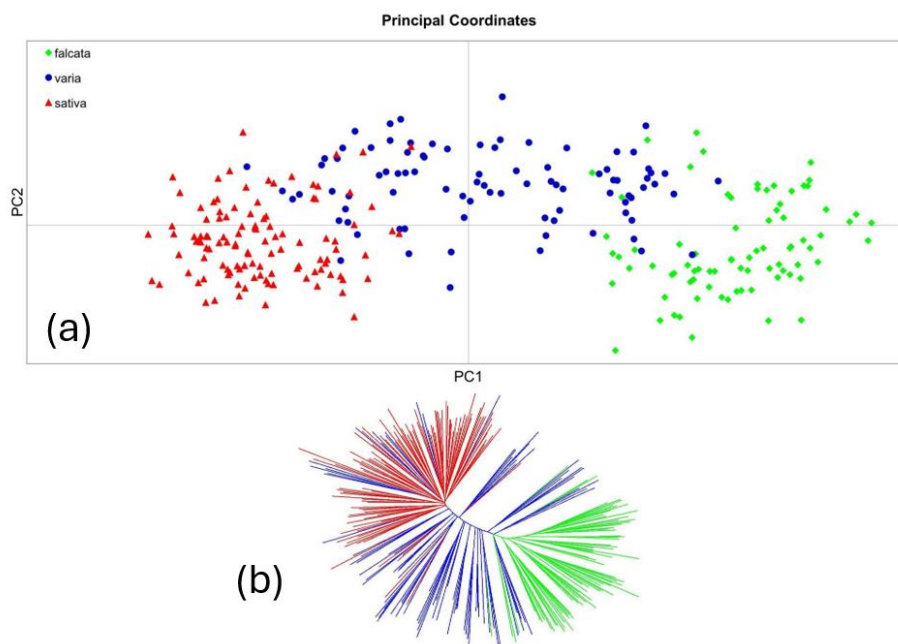 Principal Coordinates
falcata
varia
sativa
PC2
(a)
PC1
(b)